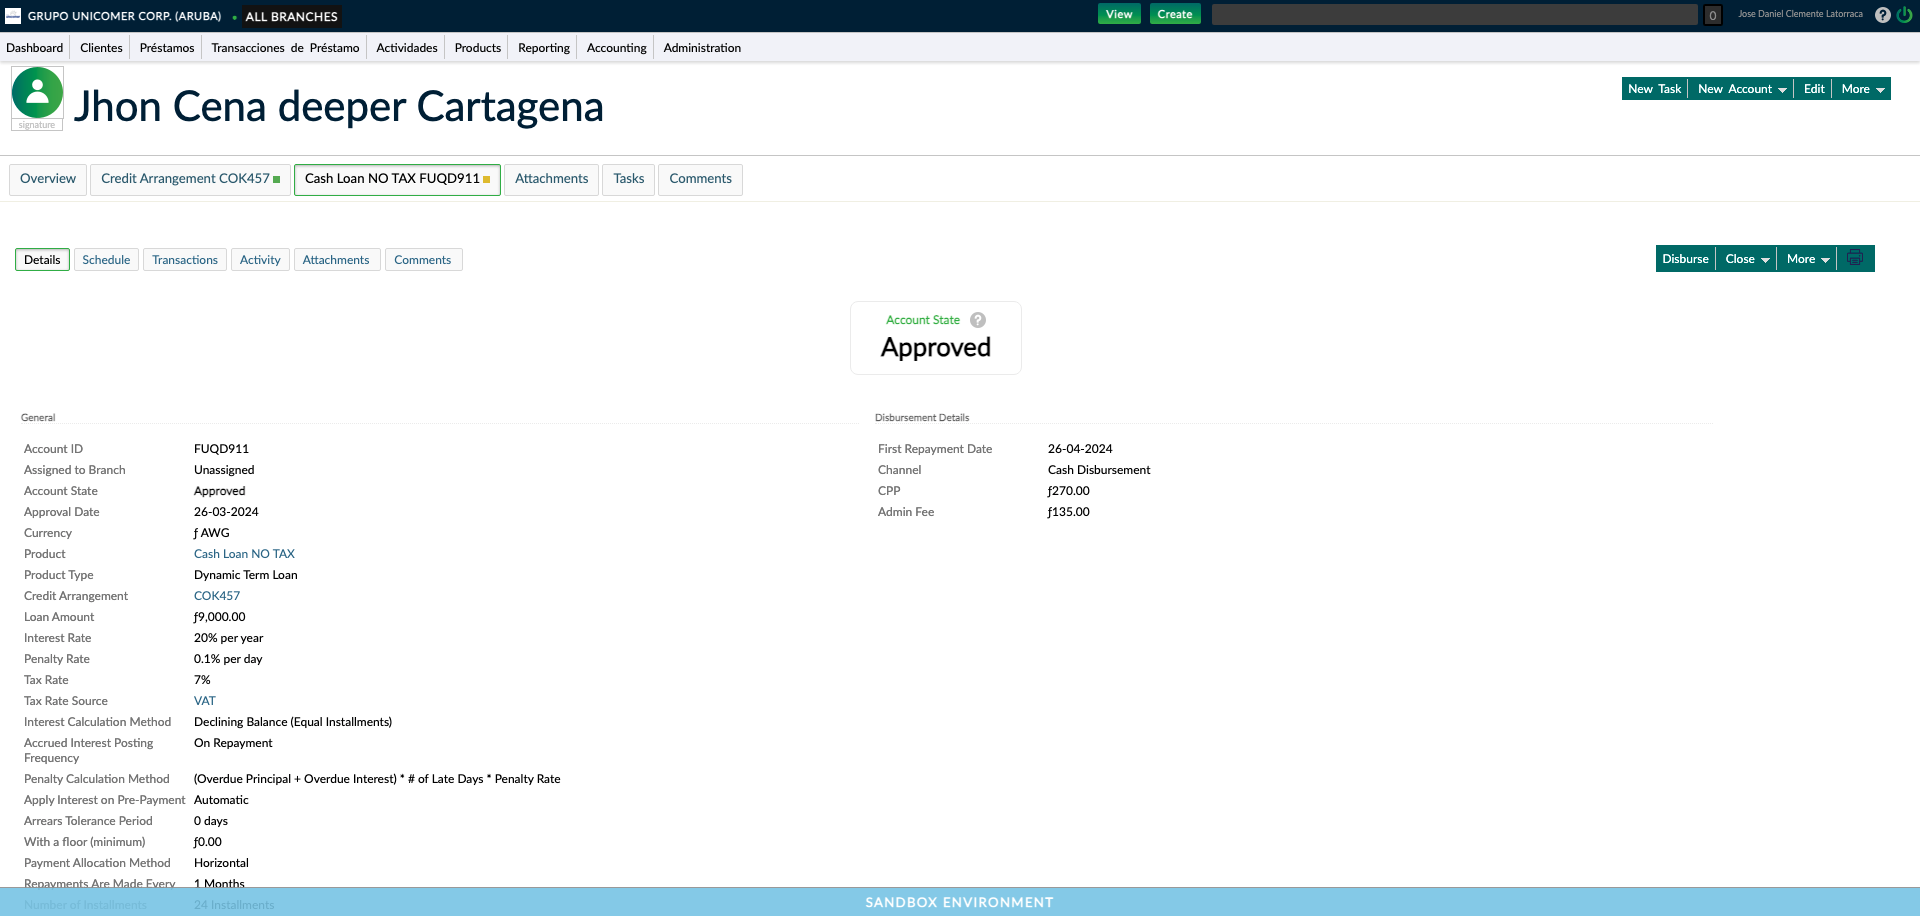 GRUPO UNICOMER CORP. (ARUBA) • ALL BRANCHES View Create 0 Jose Daniel Clemente Latorraca ?
Dashboard Clientes Préstamos Transacciones de Préstamo Actividades Products Reporting Accounting Administration
signature
Jhon Cena deeper Cartagena
New Task New Account Edit More
Overview Credit Arrangement COK457 Cash Loan NO TAX FUQD911 Attachments Tasks Comments
Details Schedule Transactions Activity Attachments Comments
Disburse Close More
Account State ?
Approved
General
Account ID FUQD911
Assigned to Branch Unassigned
Account State Approved
Approval Date 26-03-2024
Currency ƒ AWG
Product Cash Loan NO TAX
Product Type Dynamic Term Loan
Credit Arrangement COK457
Loan Amount ƒ9,000.00
Interest Rate 20% per year
Penalty Rate 0.1% per day
Tax Rate 7%
Tax Rate Source VAT
Interest Calculation Method Declining Balance (Equal Installments)
Accrued Interest Posting On Repayment
Frequency
Penalty Calculation Method (Overdue Principal + Overdue Interest) * # of Late Days * Penalty Rate
Apply Interest on Pre-Payment Automatic
Arrears Tolerance Period 0 days
With a floor (minimum) ƒ0.00
Payment Allocation Method Horizontal
Repayments Are Made Every 1 Months
Number of Installments 24 Installments
Disbursement Details
First Repayment Date 26-04-2024
Channel Cash Disbursement
CPP ƒ270.00
Admin Fee ƒ135.00
SANDBOX ENVIRONMENT